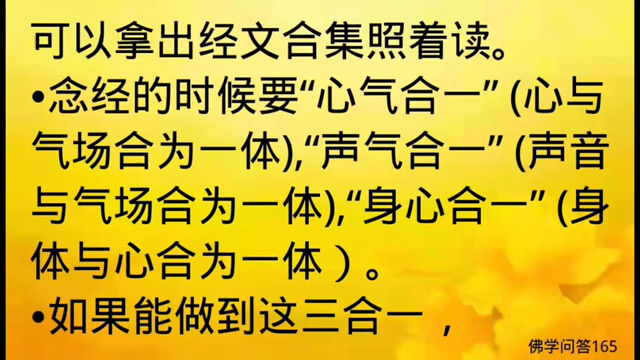 可以拿出经文合集照着读。
•念经的时候要“心气合一” (心与
气场合为一体),“声气合一” (声音
与气场合为一体),“身心合一” (身
体与心合为一体）。
•如果能做到这三合一，
佛学问答165